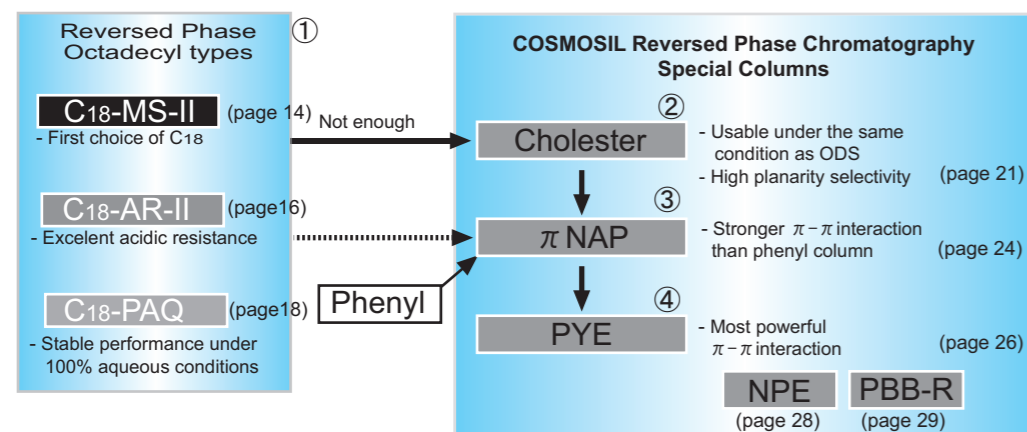 Reversed Phase
Octadecyl types
①
C18-MS-II (page 14)
- First choice of C18
C18-AR-II (page16)
- Excelent acidic resistance
C18-PAQ (page18)
- Stable performance under
100% aqueous conditions
Not enough
Phenyl
COSMOSIL Reversed Phase Chromatography
Special Columns
②
Cholester
- Usable under the same
condition as ODS
- High planarity selectivity (page 21)
③
π NAP
- Stronger π-π interaction
than phenyl column (page 24)
④
PYE
- Most powerful
π-π interaction (page 26)
NPE PBB-R
(page 28) (page 29)